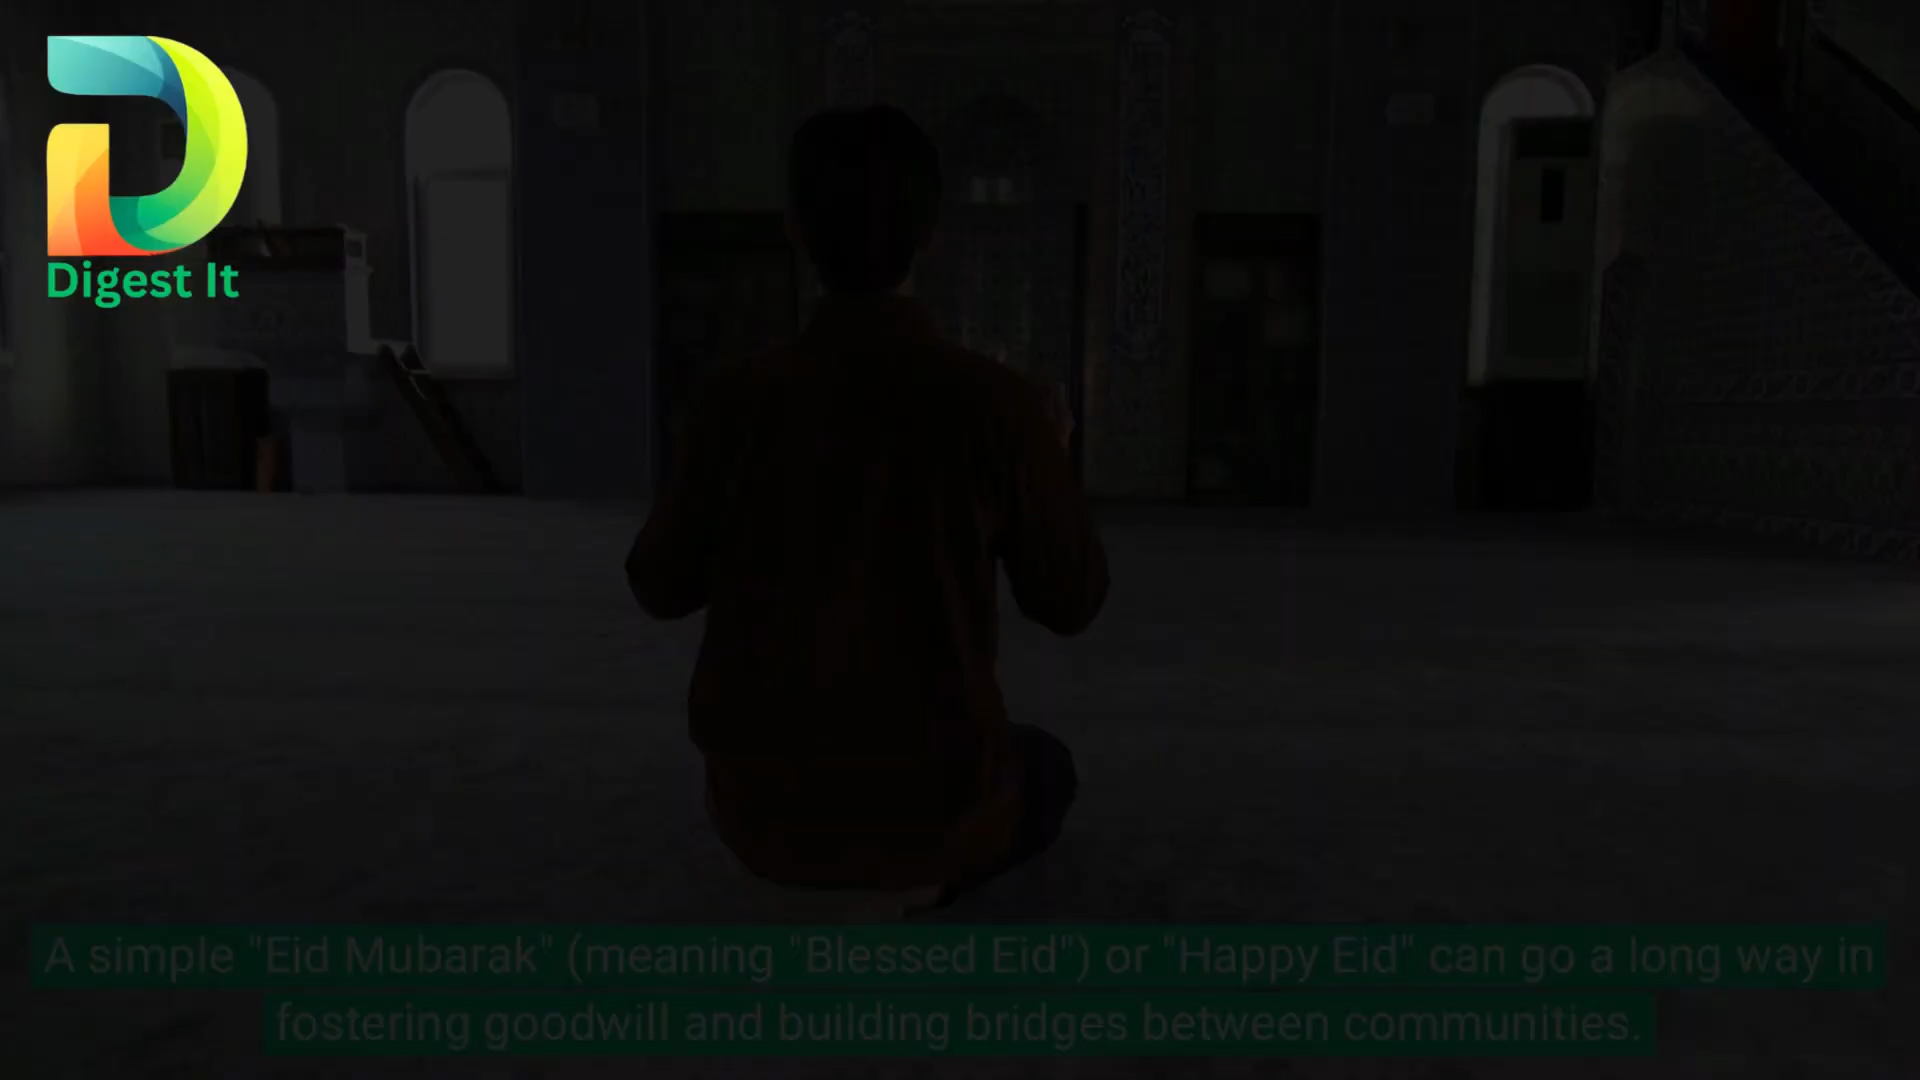 Digest It
A simple "Eid Mubarak" (meaning "Blessed Eid") or "Happy Eid" can go a long way in
fostering goodwill and building bridges between communities.